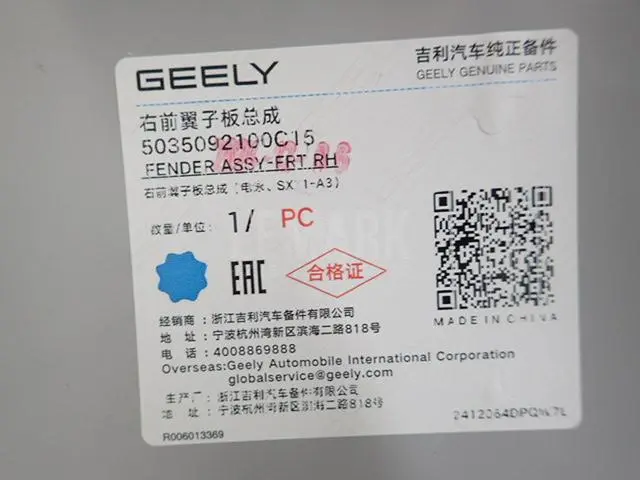 GEELY
吉利汽车纯正备件
GEELY GENUINE PARTS
右前翼子板总成
5035092100C15
FENDER ASSY-FRT RH
右前翼子板总成（电泳、SX11-A3）
数量/单位: 1/ PC
EAC
合格证
MADE IN CHINA
经销商：浙江吉利汽车备件有限公司
地 址：宁波杭州湾新区滨海二路818号
电 话：4008869888
Overseas:Geely Automobile International Corporation
globalservice@geely.com
生产厂：浙江吉利汽车备件有限公司
地 址：宁波杭州湾新区滨海二路818号
R006013369